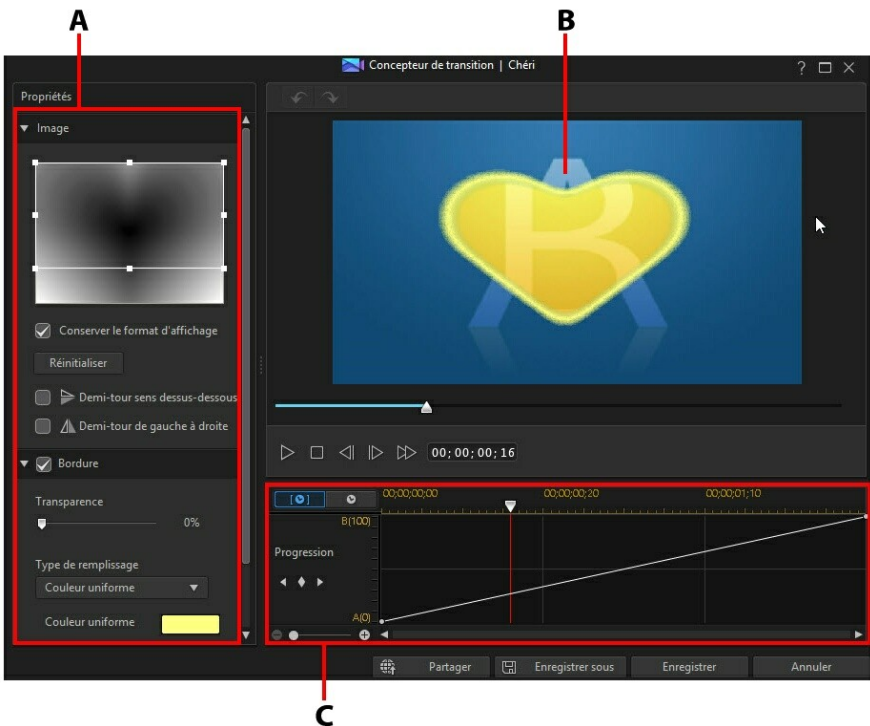 A
B
Concepteur de transition | Chéri
?
Propriétés
Image
Conserver le format d'affichage
Réinitialiser
Demi-tour sens dessus-dessous
Demi-tour de gauche à droite
Bordure
Transparence
0%
Type de remplissage
Couleur uniforme
Couleur uniforme
A
B
00;00;00;16
00;00;00;00
00;00;00;20
00;00;01;10
B(100)
Progression
A(0)
Partager
Enregistrer sous
Enregistrer
Annuler
C